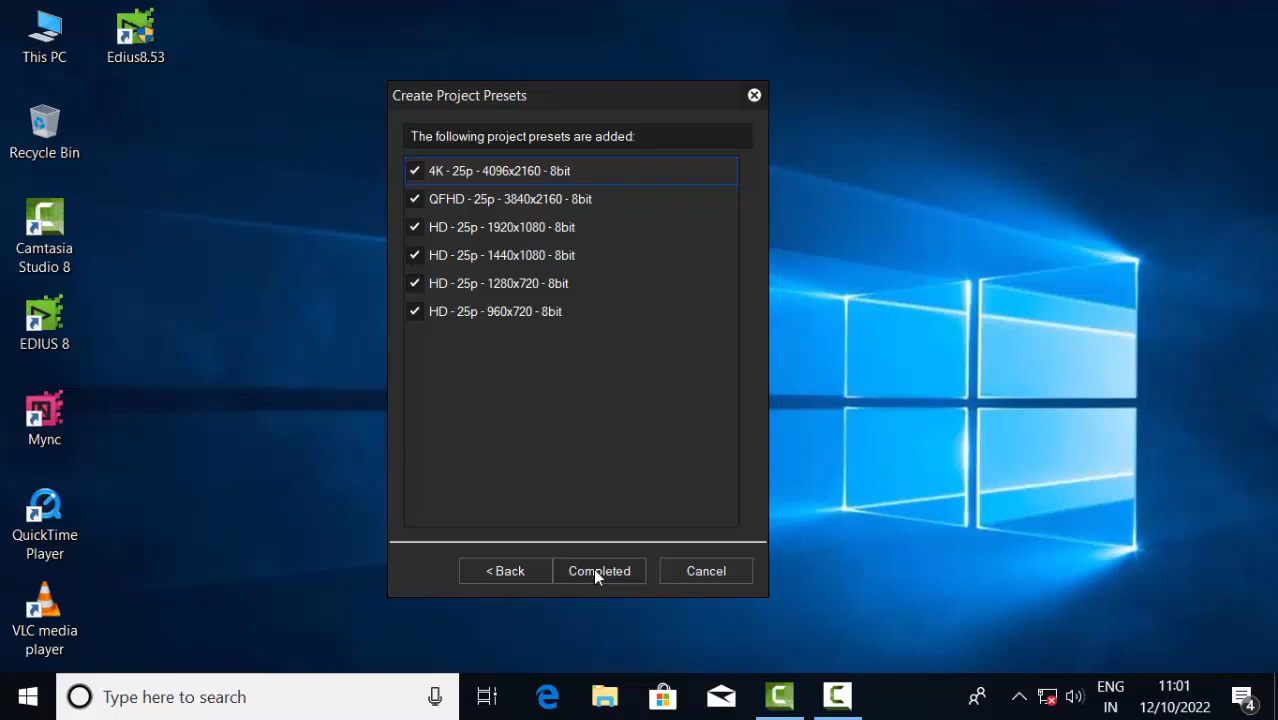 This PC
Edius8.53
Recycle Bin
Camtasia
Studio 8
EDIUS 8
Mync
QuickTime
Player
VLC media
player
Create Project Presets
The following project presets are added:
4K - 25p - 4096x2160 - 8bit
QFHD - 25p - 3840x2160 - 8bit
HD - 25p - 1920x1080 - 8bit
HD - 25p - 1440x1080 - 8bit
HD - 25p - 1280x720 - 8bit
HD - 25p - 960x720 - 8bit
< Back
Completed
Cancel
Type here to search
ENG
IN
11:01
12/10/2022
4